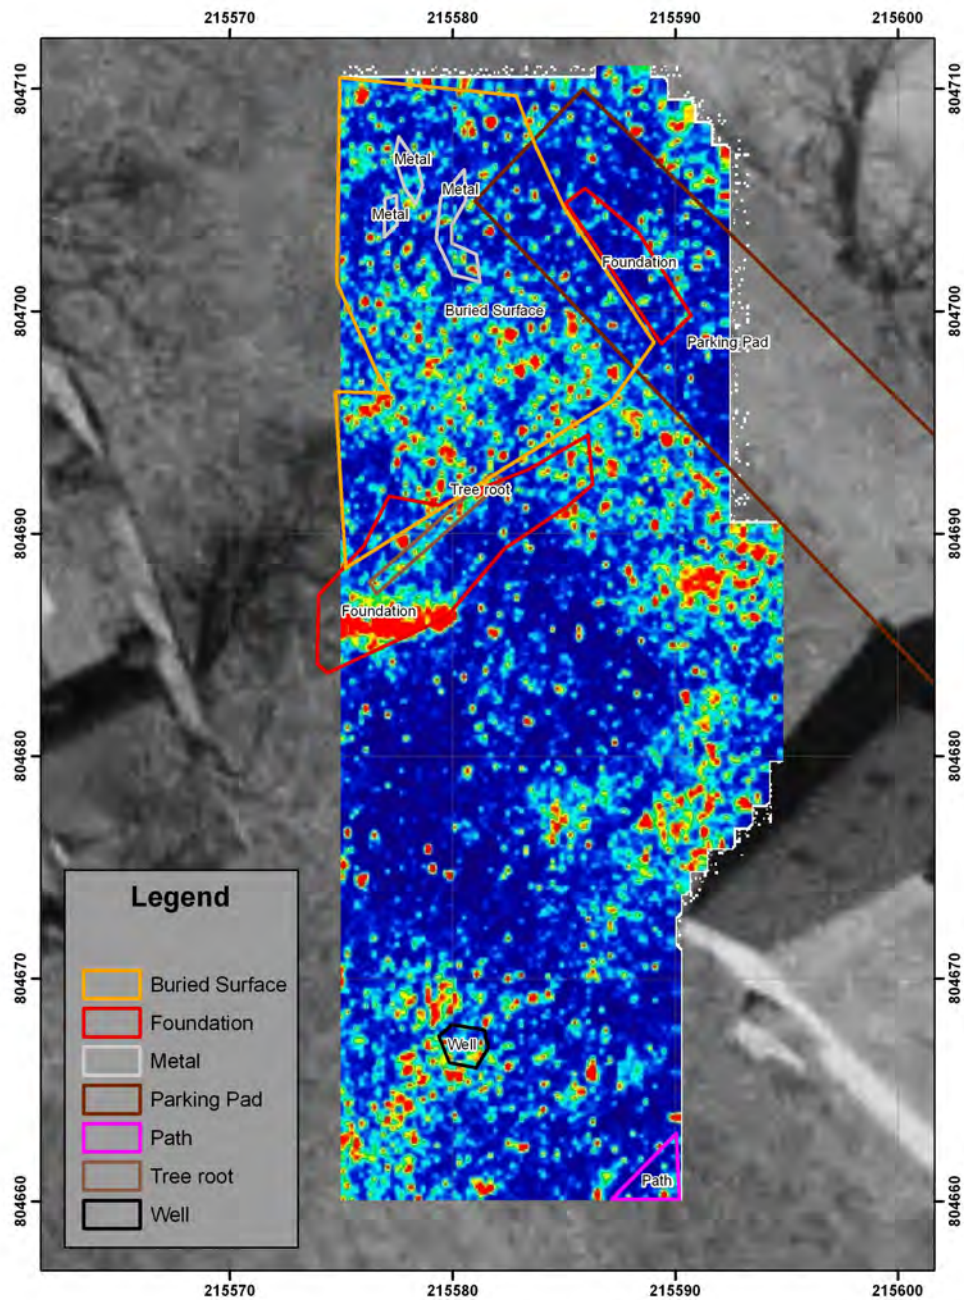 215570 215580 215590 215600
804710 804710
Metal
Metal
Metal
Foundation
804700 804700
Buried Surface
Parking Pad
Tree root
804690 804690
Foundation
804680 804680
Legend
Buried Surface
Foundation
Metal
Parking Pad
Path
Tree root
Well
804670 804670
Well
Path
804660 804660
215570 215580 215590 215600